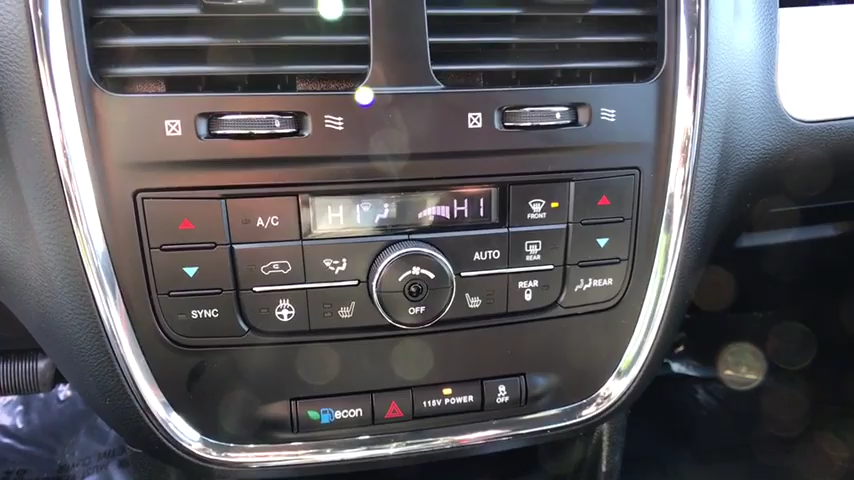 HI HI
FRONT
A/C
AUTO
REAR
REAR
REAR
SYNC
OFF
econ
115V POWER
OFF